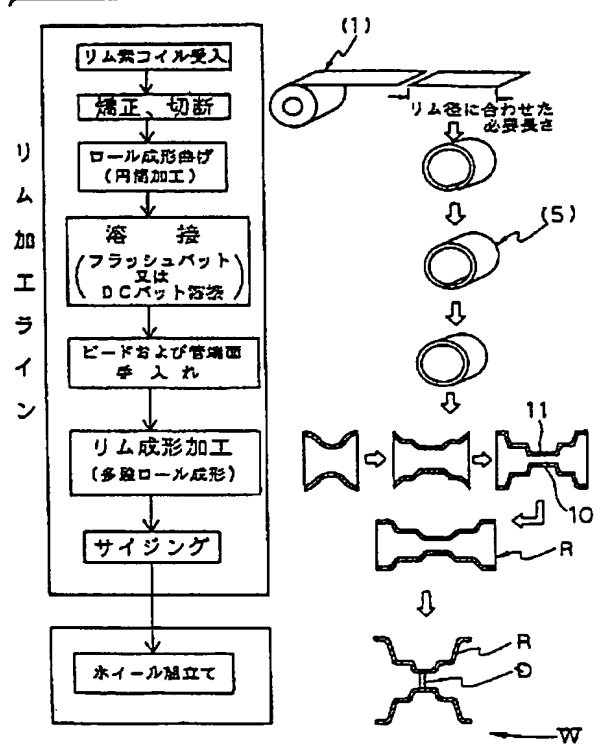 リム加工ライン
リム素コイル受入
矯正、切断
ロール成形曲げ
(円筒加工)
溶接
(フラッシュバット
又は
DCバット溶接)
ビードおよび管端面
手入れ
リム成形加工
(多段ロール成形)
サイジング
ホイール組立て
(1)
リム径に合わせた
必要長さ
(5)
11
10
R
R
D
W